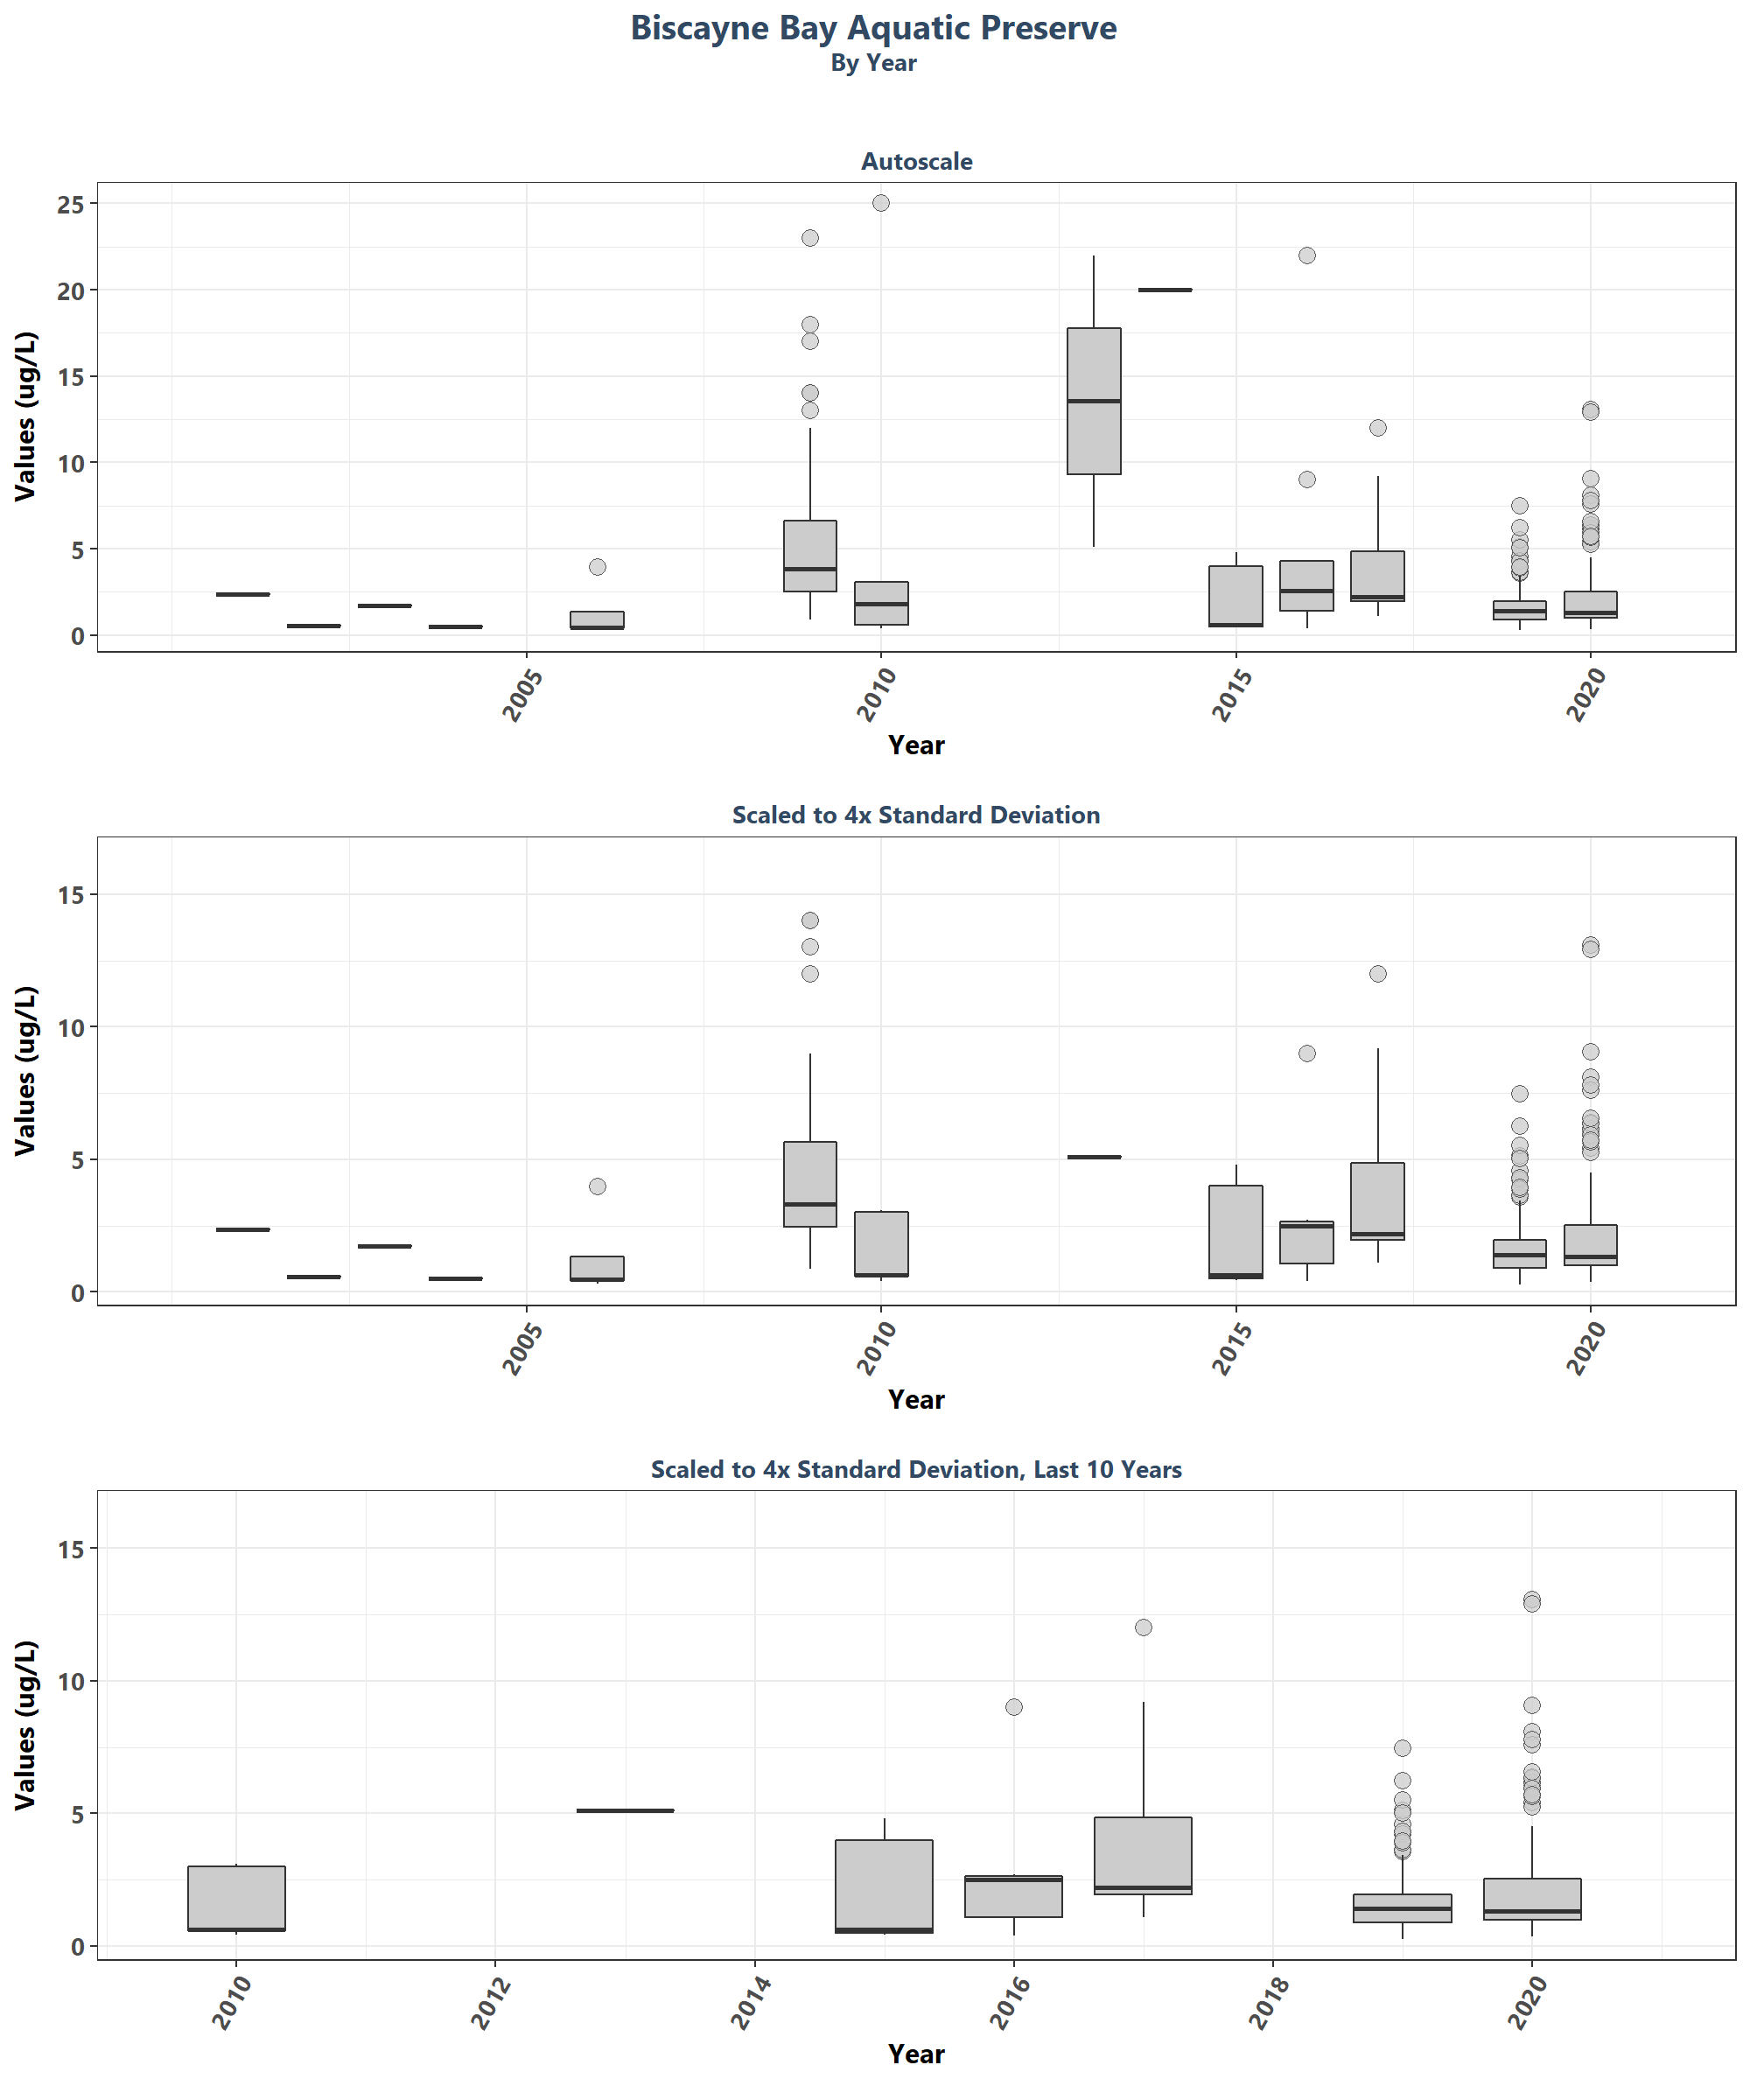 Biscayne Bay Aquatic Preserve
By Year
Autoscale
Values (ug/L)
25
20
15
10
5
0
2005
2010
2015
2020
Year
Scaled to 4x Standard Deviation
Values (ug/L)
15
10
5
0
2005
2010
2015
2020
Year
Scaled to 4x Standard Deviation, Last 10 Years
Values (ug/L)
15
10
5
0
2010
2012
2014
2016
2018
2020
Year